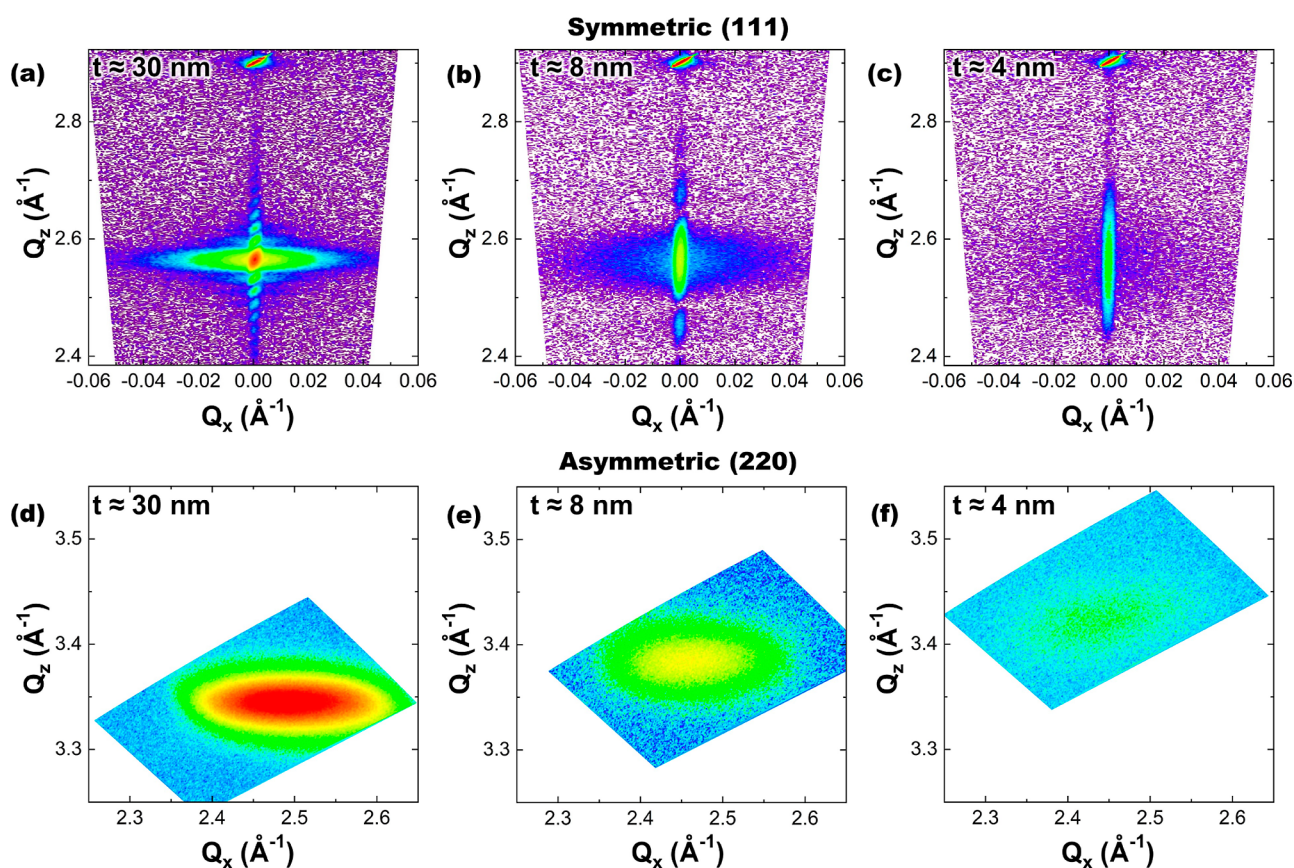 Symmetric (111)
(a) t ≈ 30 nm
(b) t ≈ 8 nm
(c) t ≈ 4 nm
Q_z (Å⁻¹) Q_z (Å⁻¹) Q_z (Å⁻¹)
2.8 2.8 2.8
2.6 2.6 2.6
2.4 2.4 2.4
-0.06 -0.04 -0.02 0.00 0.02 0.04 0.06
-0.06 -0.04 -0.02 0.00 0.02 0.04 0.06
-0.06 -0.04 -0.02 0.00 0.02 0.04 0.06
Q_x (Å⁻¹) Q_x (Å⁻¹) Q_x (Å⁻¹)
Asymmetric (220)
(d) t ≈ 30 nm
(e) t ≈ 8 nm
(f) t ≈ 4 nm
Q_z (Å⁻¹) Q_z (Å⁻¹) Q_z (Å⁻¹)
3.5 3.5 3.5
3.4 3.4 3.4
3.3 3.3 3.3
2.3 2.4 2.5 2.6
2.3 2.4 2.5 2.6
2.3 2.4 2.5 2.6
Q_x (Å⁻¹) Q_x (Å⁻¹) Q_x (Å⁻¹)